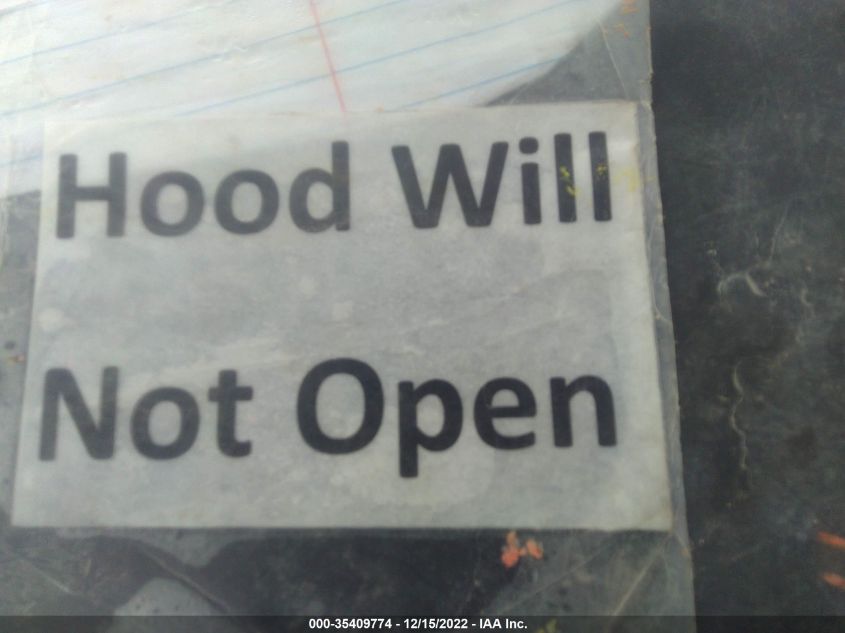 Hood Will
Not Open
000-35409774 - 12/15/2022 - IAA Inc.